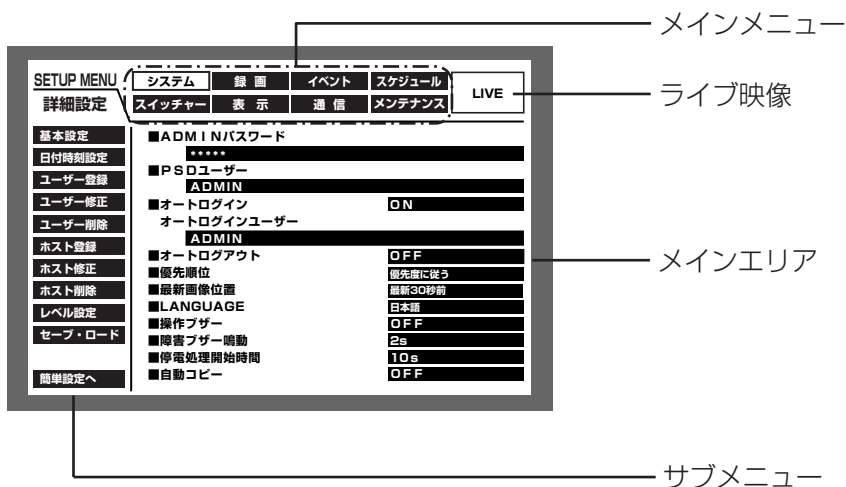 メインメニュー
SETUP MENU
詳細設定
システム 録画 イベント スケジュール
スイッチャー 表示 通信 メンテナンス
LIVE
ライブ映像
基本設定
日付時刻設定
ユーザー登録
ユーザー修正
ユーザー削除
ホスト登録
ホスト修正
ホスト削除
レベル設定
セーブ・ロード
簡単設定へ
■ADMINパスワード
*****
■PSDユーザー
ADMIN
■オートログイン ON
オートログインユーザー
ADMIN
■オートログアウト OFF
■優先順位 優先度に従う
■最新画像位置 最新30秒前
■LANGUAGE 日本語
■操作ブザー OFF
■障害ブザー鳴動 2s
■停電処理開始時間 10s
■自動コピー OFF
メインエリア
サブメニュー